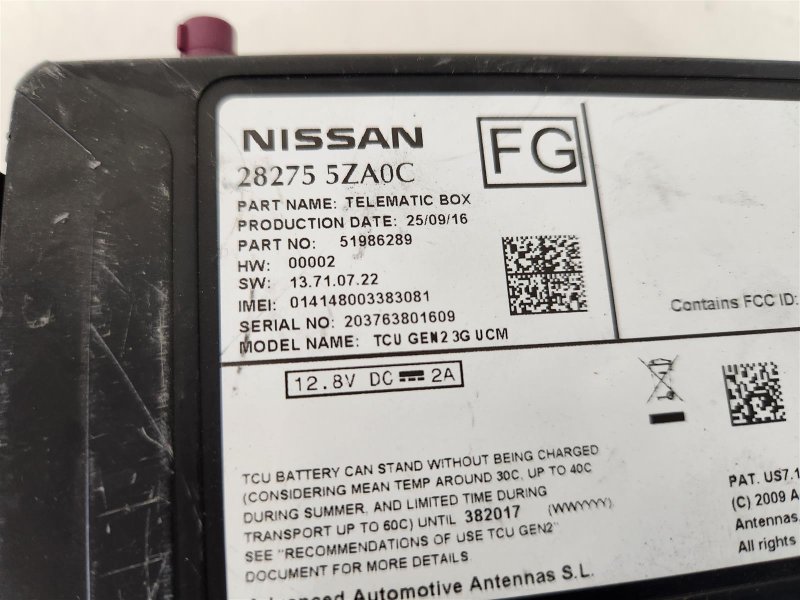 NISSAN
FG
28275 5ZA0C
PART NAME: TELEMATIC BOX
PRODUCTION DATE: 25/09/16
PART NO: 51986289
HW: 00002
SW: 13.71.07.22
IMEI: 014148003383081
SERIAL NO: 203763801609
MODEL NAME: TCU GEN2 3G UCM
Contains FCC ID:
12.8V DC 2A
TCU BATTERY CAN STAND WITHOUT BEING CHARGED
(CONSIDERING MEAN TEMP AROUND 30C, UP TO 40C
DURING SUMMER, AND LIMITED TIME DURING
TRANSPORT UP TO 60C) UNTIL 382017 (WWYYYY)
SEE "RECOMMENDATIONS OF USE TCU GEN2"
DOCUMENT FOR MORE DETAILS
PAT. US7,1
(C) 2009 A
Antennas,
All rights
Advanced Automotive Antennas S.L.